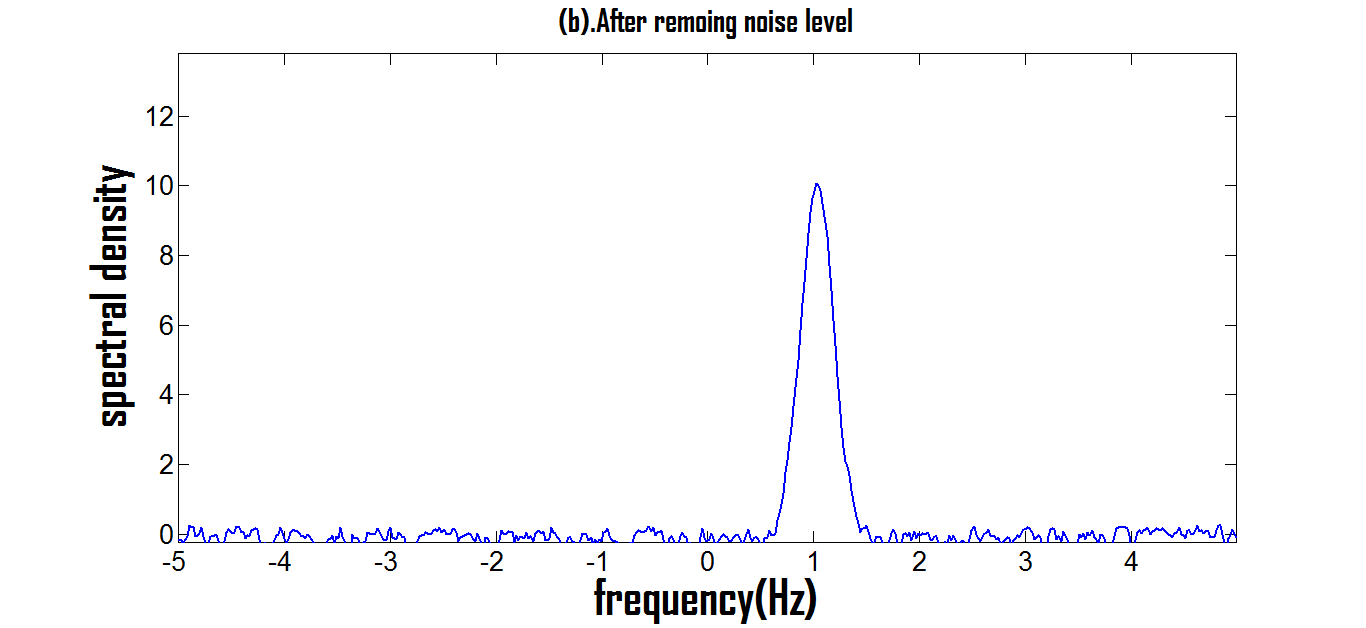 (b).After remoing noise level
spectral density
12
10
8
6
4
2
0
-5 -4 -3 -2 -1 0 1 2 3 4
frequency(Hz)